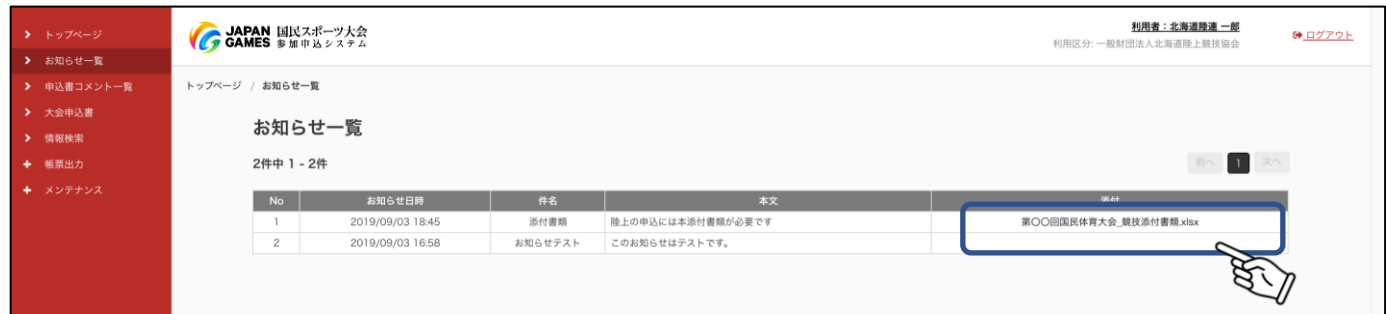 トップページ
お知らせ一覧
申込書コメント一覧
大会申込書
情報検索
帳票出力
メンテナンス
JAPAN GAMES 国民スポーツ大会 参加申込システム
利用者：北海道陸連 一郎
利用区分: 一般財団法人北海道陸上競技協会
ログアウト
トップページ / お知らせ一覧
お知らせ一覧
2件中 1 - 2件
前へ 1 次へ
No お知らせ日時 件名 本文 添付
1 2019/09/03 18:45 添付書類 陸上の申込には本添付書類が必要です 第〇〇回国民体育大会_競技添付書類.xlsx
2 2019/09/03 16:58 お知らせテスト このお知らせはテストです。